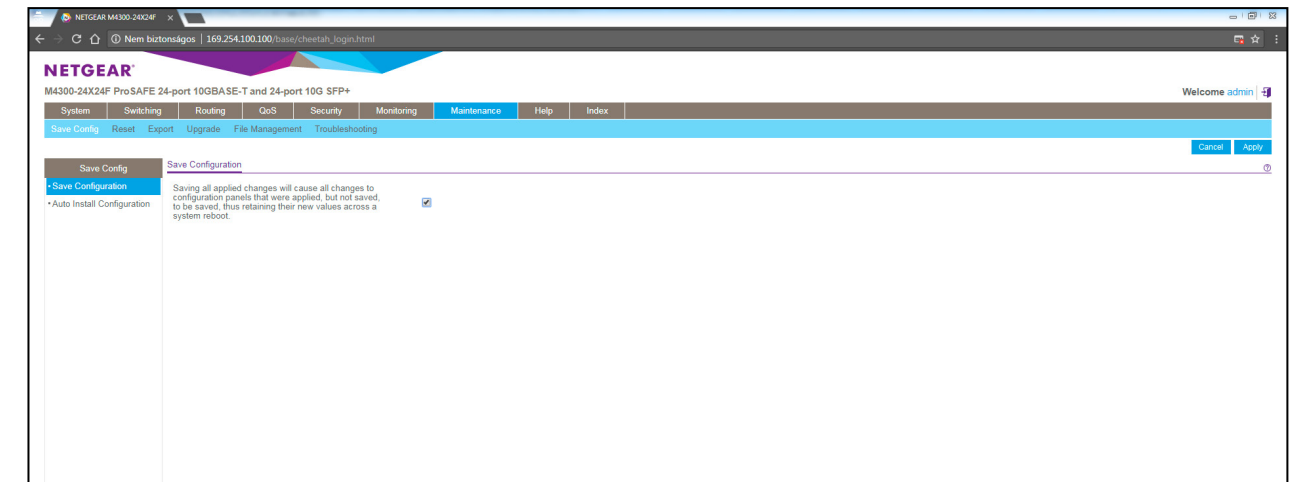 NETGEAR M4300-24X24F
Nem biztonságos | 169.254.100.100/base/cheetah_login.html
NETGEAR®
M4300-24X24F ProSAFE 24-port 10GBASE-T and 24-port 10G SFP+
Welcome admin
System Switching Routing QoS Security Monitoring Maintenance Help Index
Save Config Reset Export Upgrade File Management Troubleshooting
Cancel Apply
Save Config
Save Configuration
•Save Configuration
•Auto Install Configuration
Saving all applied changes will cause all changes to
configuration panels that were applied, but not saved,
to be saved, thus retaining their new values across a
system reboot.